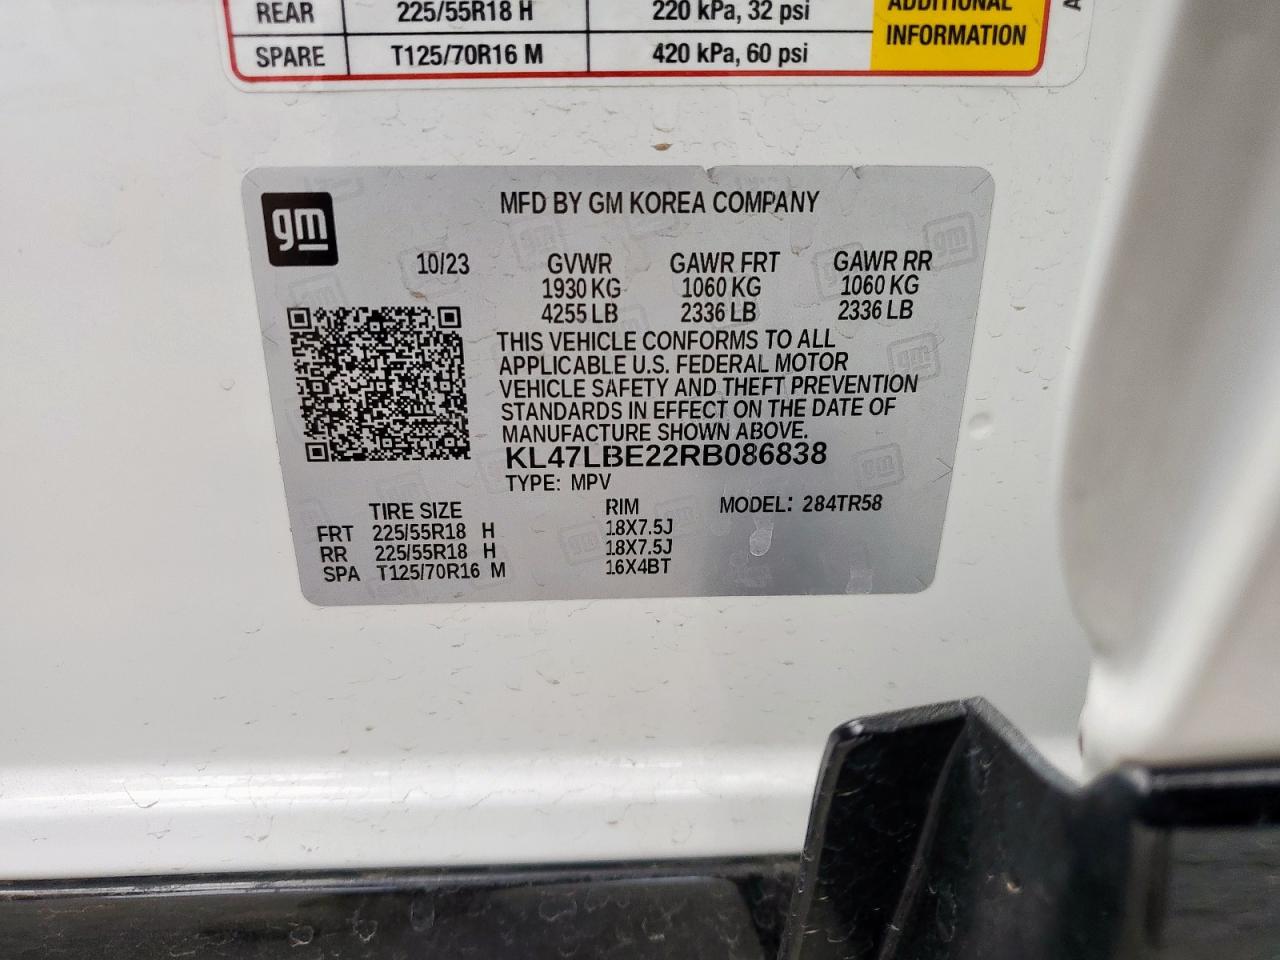 REAR 225/55R18 H 220 kPa, 32 psi ADDITIONAL
SPARE T125/70R16 M 420 kPa, 60 psi INFORMATION
gm
MFD BY GM KOREA COMPANY
10/23 GVWR GAWR FRT GAWR RR
1930 KG 1060 KG 1060 KG
4255 LB 2336 LB 2336 LB
THIS VEHICLE CONFORMS TO ALL
APPLICABLE U.S. FEDERAL MOTOR
VEHICLE SAFETY AND THEFT PREVENTION
STANDARDS IN EFFECT ON THE DATE OF
MANUFACTURE SHOWN ABOVE.
KL47LBE22RB086838
TYPE: MPV
TIRE SIZE RIM MODEL: 284TR58
FRT 225/55R18 H 18X7.5J
RR 225/55R18 H 18X7.5J
SPA T125/70R16 M 16X4BT